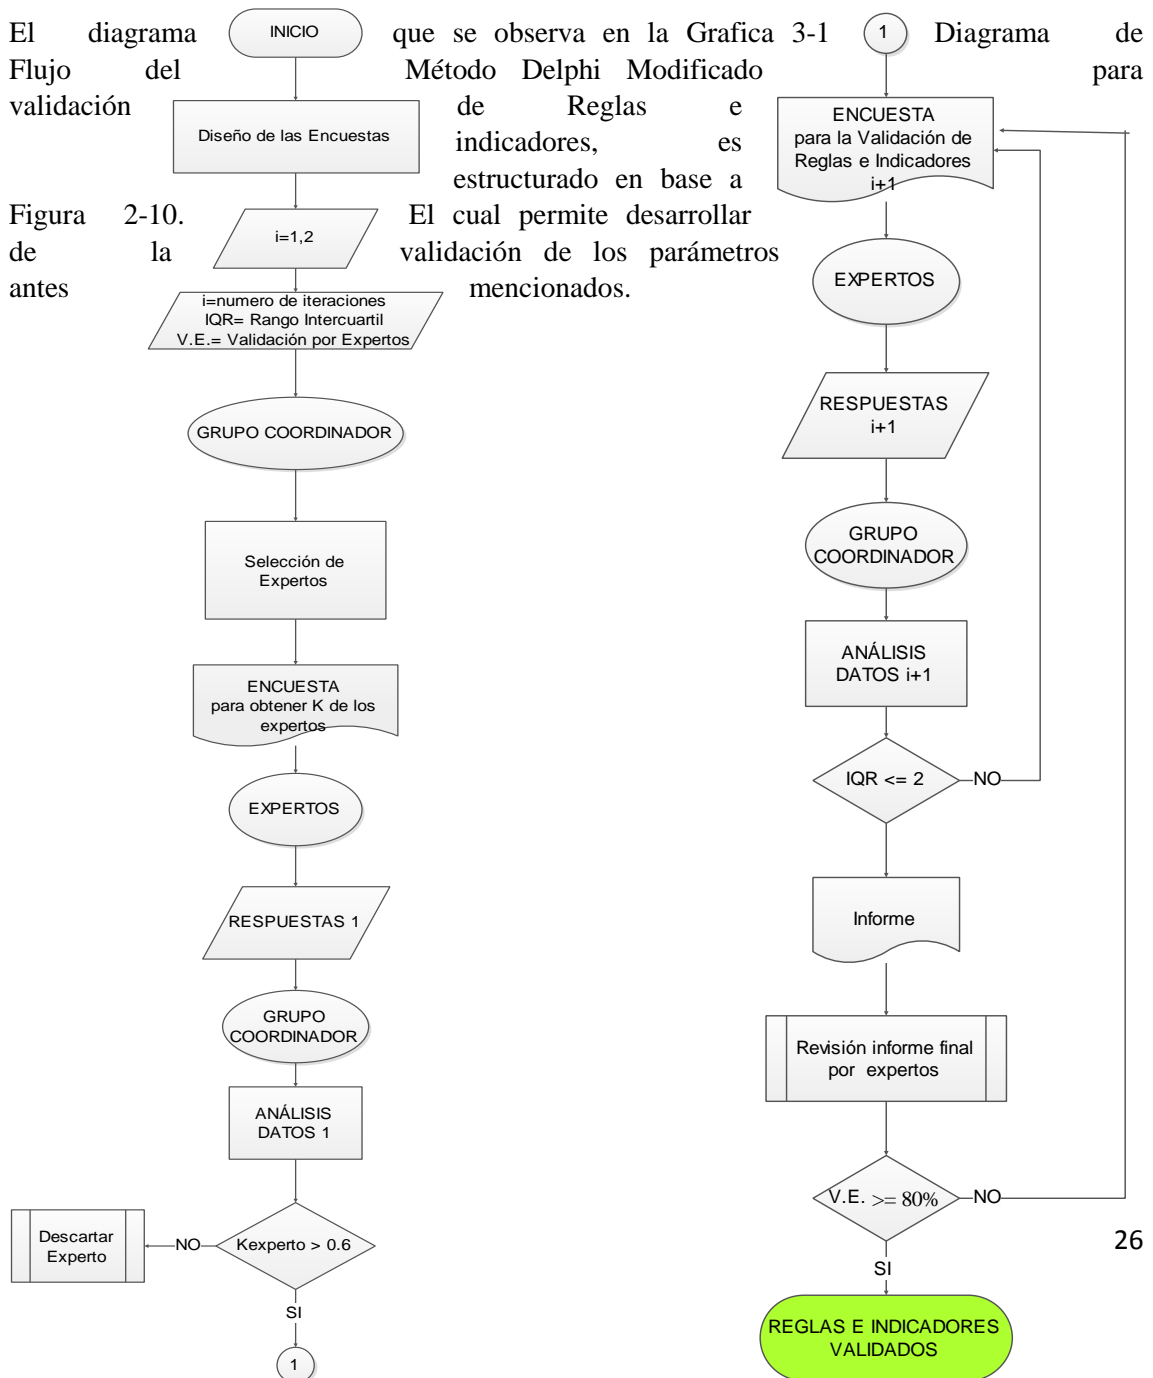 El diagrama que se observa en la Grafica 3-1 Diagrama de
Flujo del Método Delphi Modificado para
validación de Reglas e
indicadores, es
estructurado en base a
Figura 2-10. El cual permite desarrollar
de la validación de los parámetros
antes mencionados.
INICIO
Diseño de las Encuestas
i=1,2
i=numero de iteraciones
IQR= Rango Intercuartil
V.E.= Validación por Expertos
GRUPO COORDINADOR
Selección de
Expertos
ENCUESTA
para obtener K de los
expertos
EXPERTOS
RESPUESTAS 1
GRUPO
COORDINADOR
ANÁLISIS
DATOS 1
Kexperto > 0.6
NO
Descartar
Experto
SI
1
1
ENCUESTA
para la Validación de
Reglas e Indicadores
i+1
EXPERTOS
RESPUESTAS
i+1
GRUPO
COORDINADOR
ANÁLISIS
DATOS i+1
IQR <= 2
NO
Informe
Revisión informe final
por expertos
V.E. >= 80%
NO
SI
REGLAS E INDICADORES
VALIDADOS
26